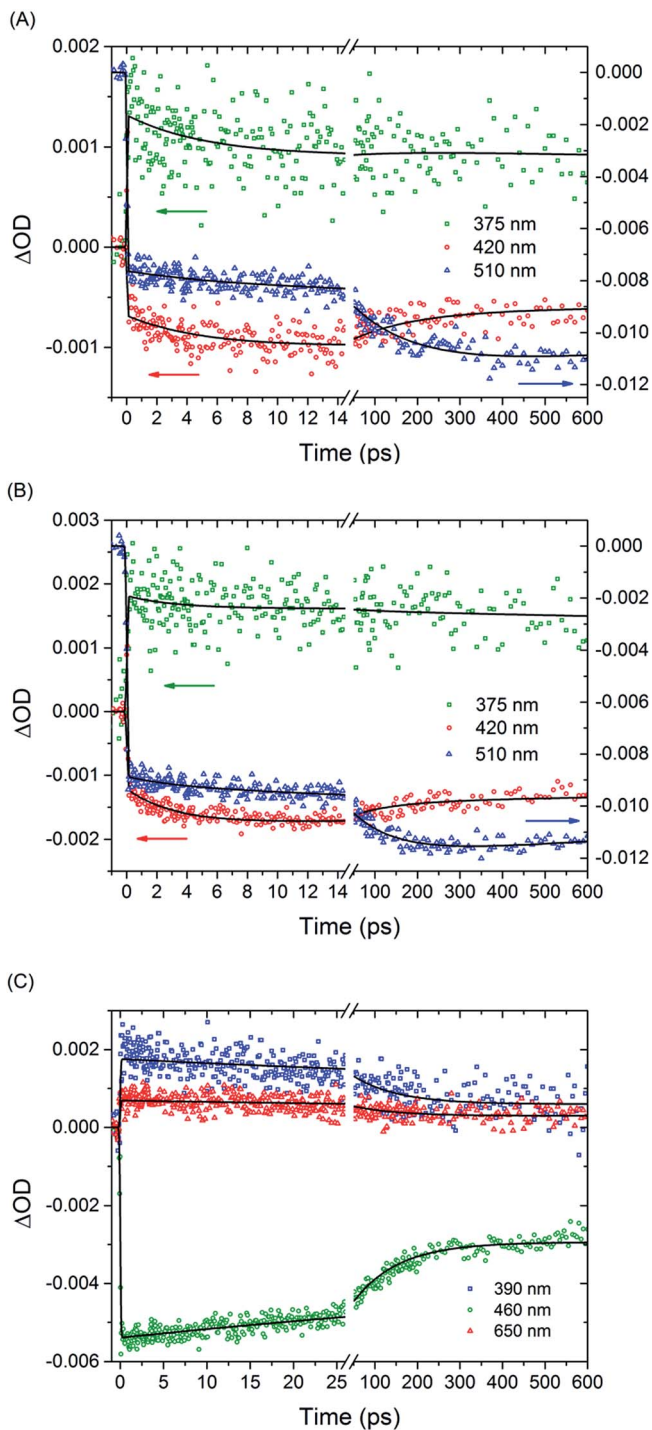 (A)
0.002
0.001
0.000
-0.001
ΔOD
0.000
-0.002
-0.004
-0.006
-0.008
-0.010
-0.012
375 nm
420 nm
510 nm
0 2 4 6 8 10 12 14 100 200 300 400 500 600
Time (ps)
(B)
0.003
0.002
0.001
0.000
-0.001
-0.002
ΔOD
0.000
-0.002
-0.004
-0.006
-0.008
-0.010
-0.012
375 nm
420 nm
510 nm
0 2 4 6 8 10 12 14 100 200 300 400 500 600
Time (ps)
(C)
0.002
0.000
-0.002
-0.004
-0.006
ΔOD
390 nm
460 nm
650 nm
0 5 10 15 20 25 100 200 300 400 500 600
Time (ps)